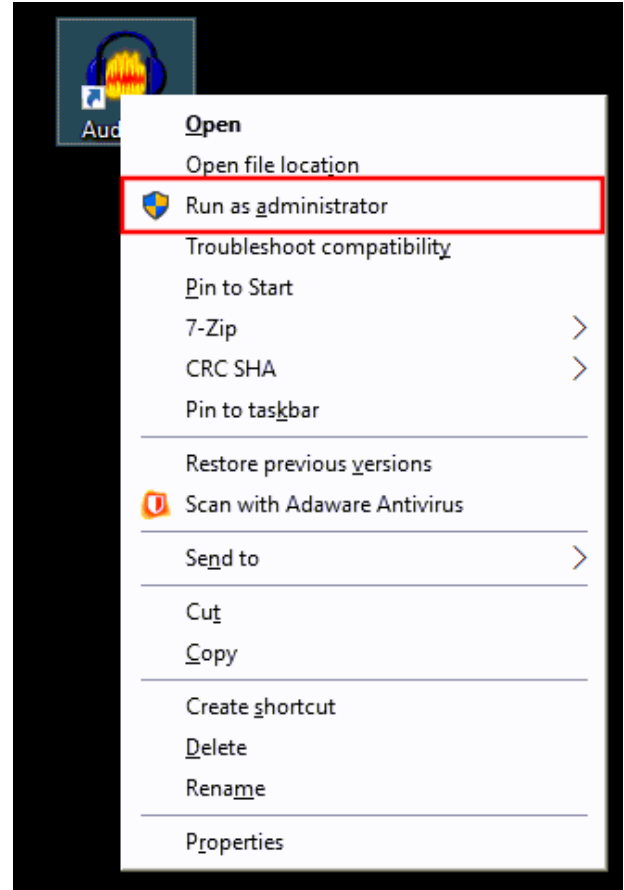 Aud
Open
Open file location
Run as administrator
Troubleshoot compatibility
Pin to Start
7-Zip
CRC SHA
Pin to taskbar
Restore previous versions
Scan with Adaware Antivirus
Send to
Cut
Copy
Create shortcut
Delete
Rename
Properties